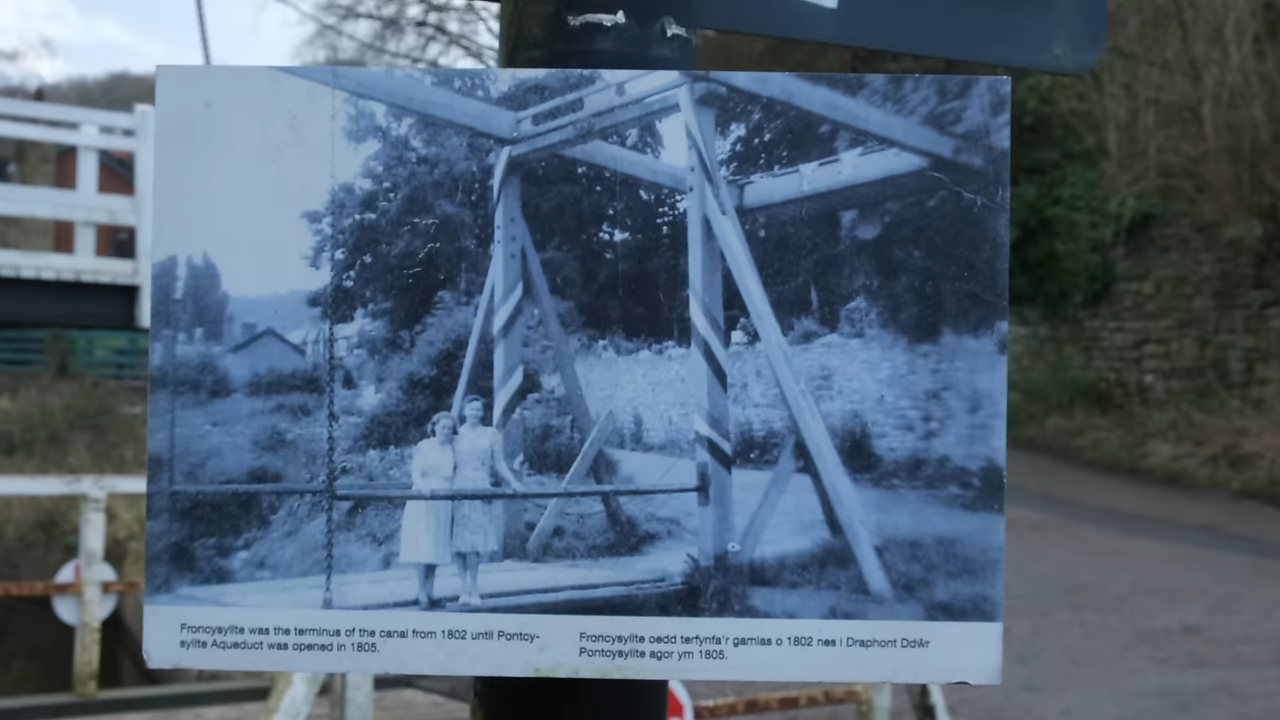 Froncysyllte was the terminus of the canal from 1802 until Pontcy-
syllte Aqueduct was opened in 1805.
Froncysyllte oedd terfynfa'r gamlas o 1802 nes i Draphont Ddŵr
Pontcysyllte agor ym 1805.